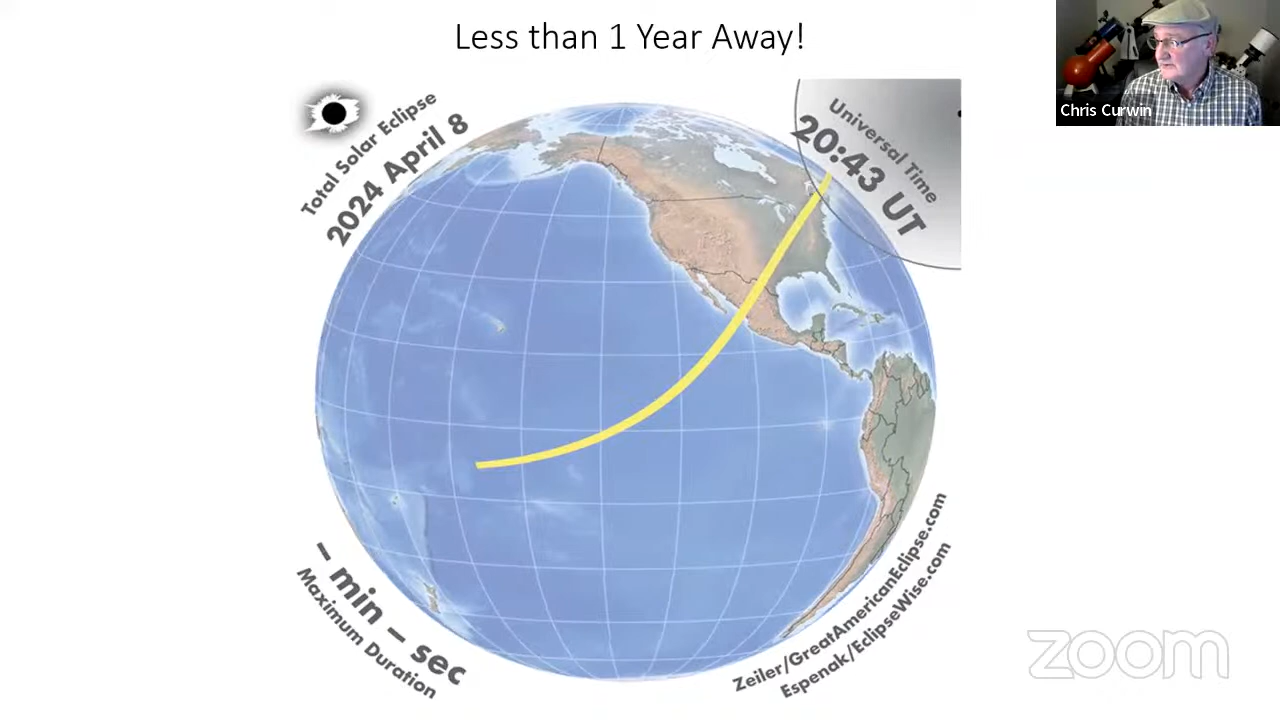 Less than 1 Year Away!
Chris Curwin
Total Solar Eclipse
2024 April 8
Universal Time
20:43 UT
– min – sec
Maximum Duration
Zeiler/GreatAmericanEclipse.com
Espenak/EclipseWise.com
zoom